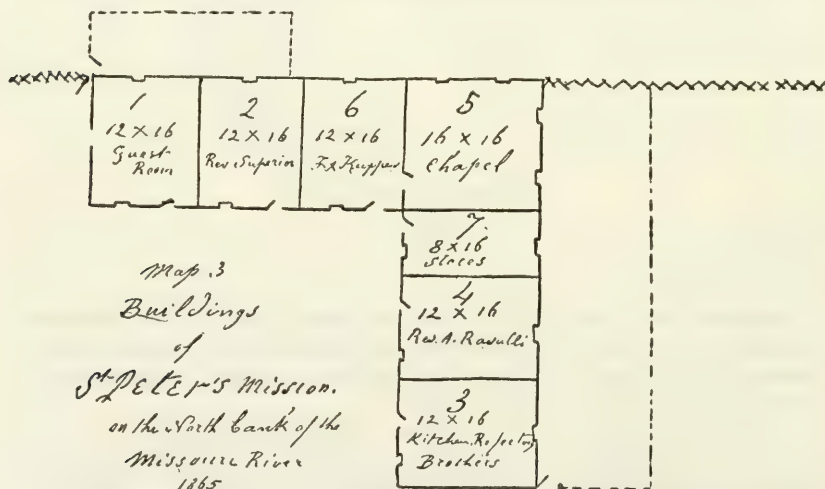 1
12 X 16
Guest
Room
2
12 X 16
Rev. Superior
6
12 X 16
5
16 X 16
Chapel
7
8 X 16
Stores
4
12 X 16
Rev. A. Ravalli
3
12 X 16
Kitchen. Refectory
Brothers
Map. 3
Buildings
of
St PETEr's Mission.
on the North bank of the
Missouri River
1865